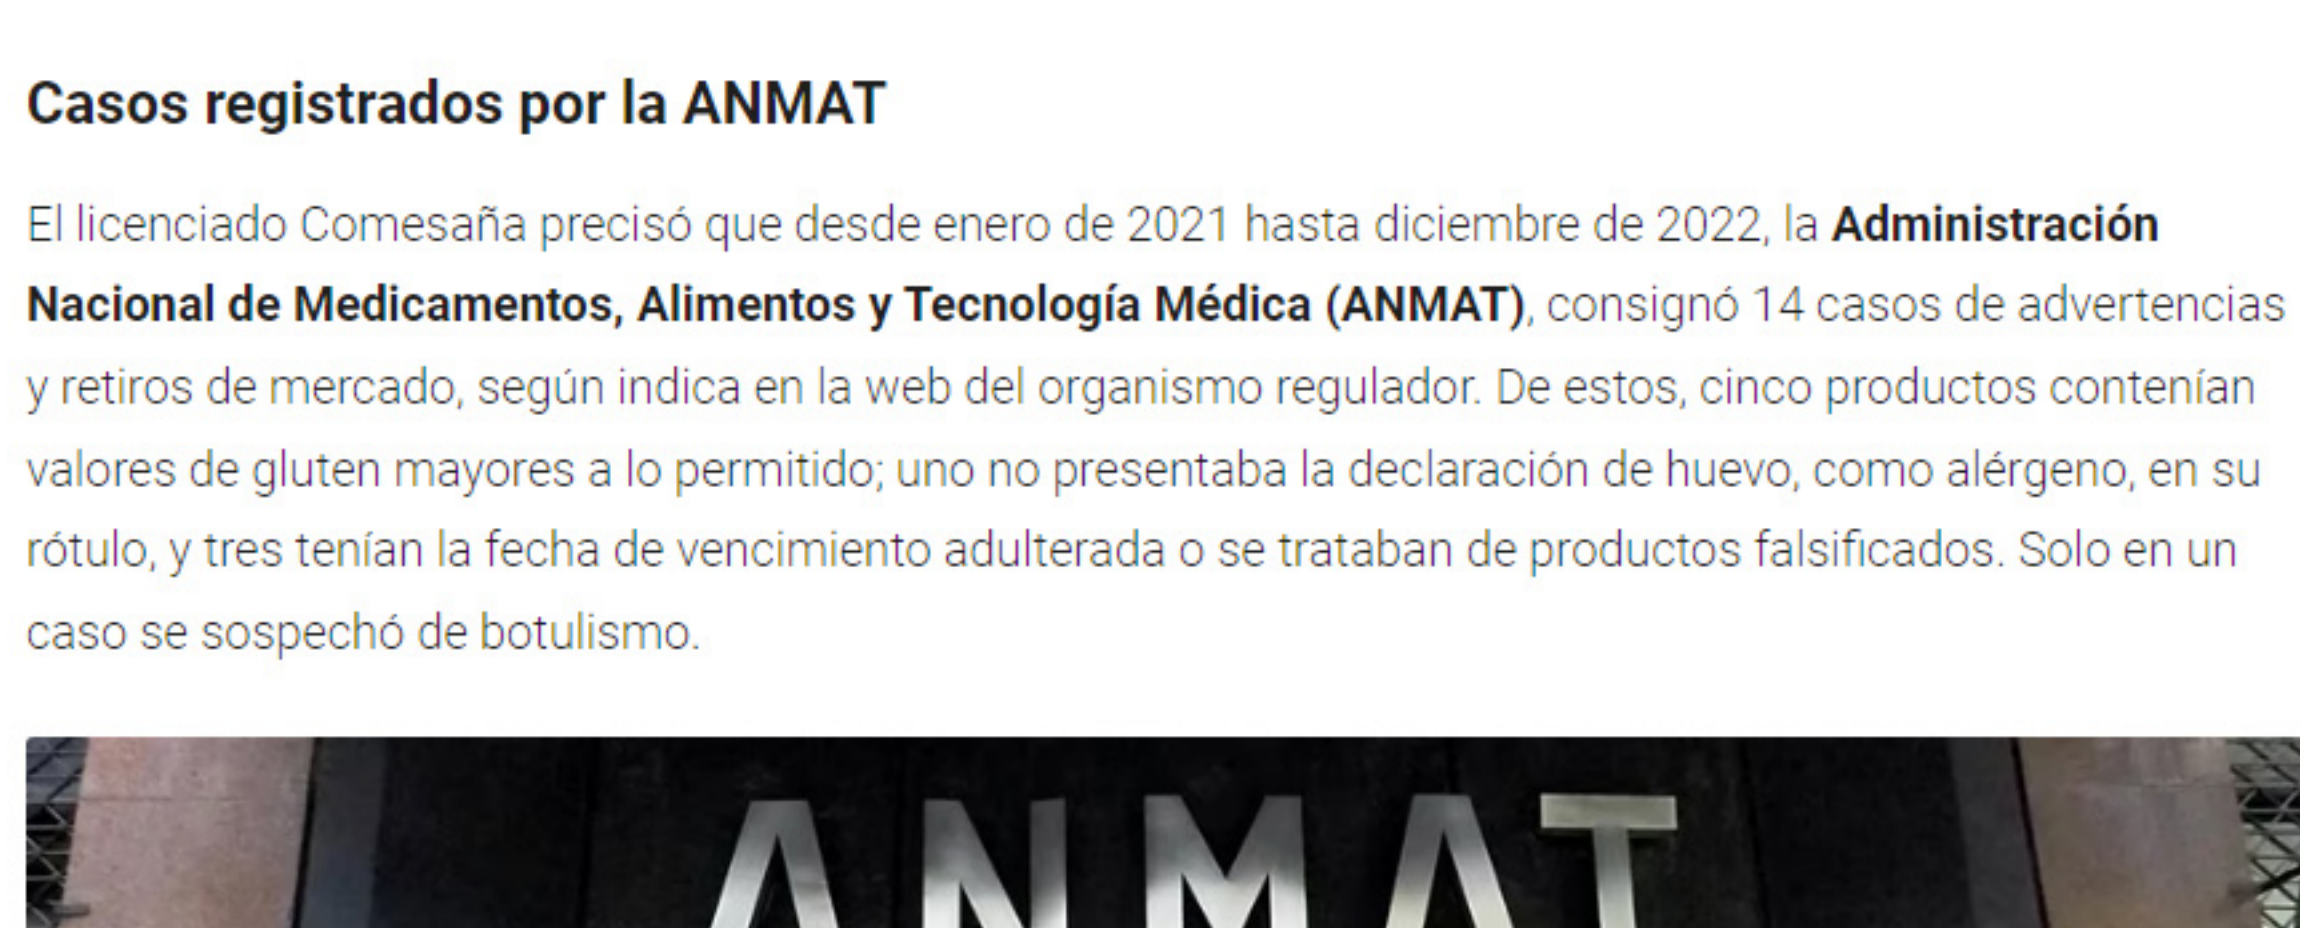 Casos registrados por la ANMAT
El licenciado Comesaña precisó que desde enero de 2021 hasta diciembre de 2022, la Administración
Nacional de Medicamentos, Alimentos y Tecnología Médica (ANMAT), consignó 14 casos de advertencias
y retiros de mercado, según indica en la web del organismo regulador. De estos, cinco productos contenían
valores de gluten mayores a lo permitido; uno no presentaba la declaración de huevo, como alérgeno, en su
rótulo, y tres tenían la fecha de vencimiento adulterada o se trataban de productos falsificados. Solo en un
caso se sospechó de botulismo.
ANMAT